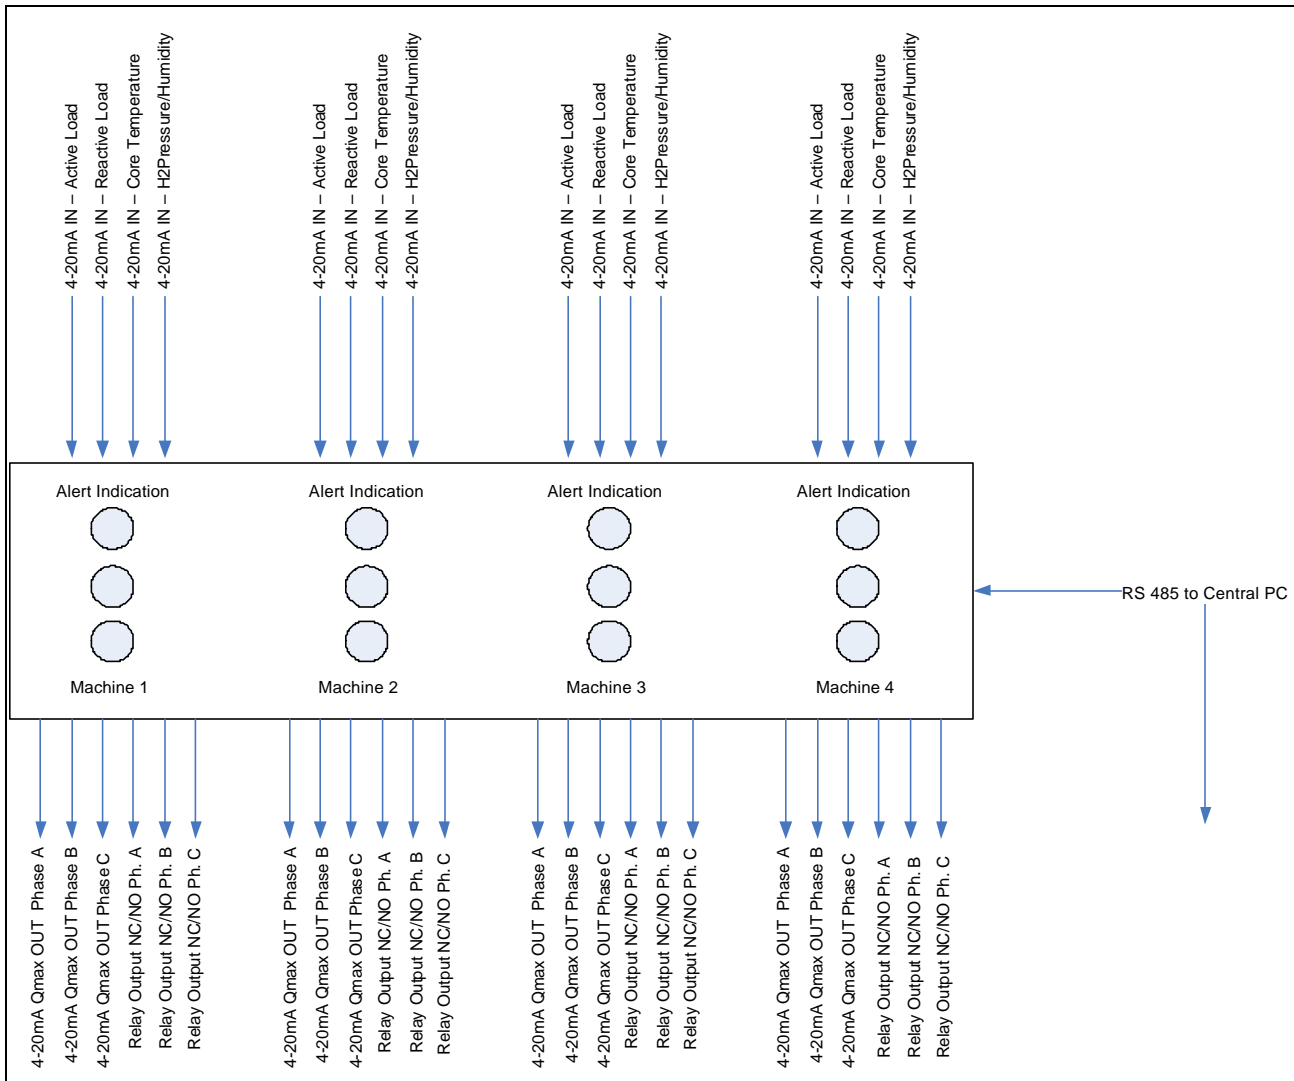 4-20mA IN – Active Load
4-20mA IN – Reactive Load
4-20mA IN – Core Temperature
4-20mA IN – H2Pressure/Humidity
4-20mA IN – Active Load
4-20mA IN – Reactive Load
4-20mA IN – Core Temperature
4-20mA IN – H2Pressure/Humidity
4-20mA IN – Active Load
4-20mA IN – Reactive Load
4-20mA IN – Core Temperature
4-20mA IN – H2Pressure/Humidity
4-20mA IN – Active Load
4-20mA IN – Reactive Load
4-20mA IN – Core Temperature
4-20mA IN – H2Pressure/Humidity
Alert Indication
Alert Indication
Alert Indication
Alert Indication
RS 485 to Central PC
Machine 1
Machine 2
Machine 3
Machine 4
4-20mA Qmax OUT Phase A
4-20mA Qmax OUT Phase B
4-20mA Qmax OUT Phase C
Relay Output NC/NO Ph. A
Relay Output NC/NO Ph. B
Relay Output NC/NO Ph. C
4-20mA Qmax OUT Phase A
4-20mA Qmax OUT Phase B
4-20mA Qmax OUT Phase C
Relay Output NC/NO Ph. A
Relay Output NC/NO Ph. B
Relay Output NC/NO Ph. C
4-20mA Qmax OUT Phase A
4-20mA Qmax OUT Phase B
4-20mA Qmax OUT Phase C
Relay Output NC/NO Ph. A
Relay Output NC/NO Ph. B
Relay Output NC/NO Ph. C
4-20mA Qmax OUT Phase A
4-20mA Qmax OUT Phase B
4-20mA Qmax OUT Phase C
Relay Output NC/NO Ph. A
Relay Output NC/NO Ph. B
Relay Output NC/NO Ph. C